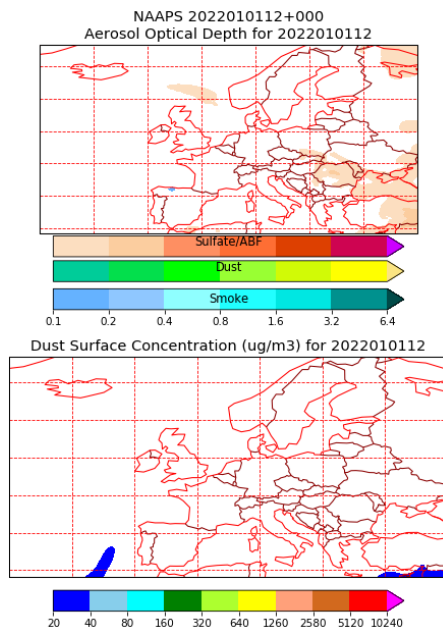 NAAPS 2022010112+000
Aerosol Optical Depth for 2022010112
Sulfate/ABF
Dust
Smoke
0.1 0.2 0.4 0.8 1.6 3.2 6.4
Dust Surface Concentration (ug/m3) for 2022010112
20 40 80 160 320 640 1260 2580 5120 10240